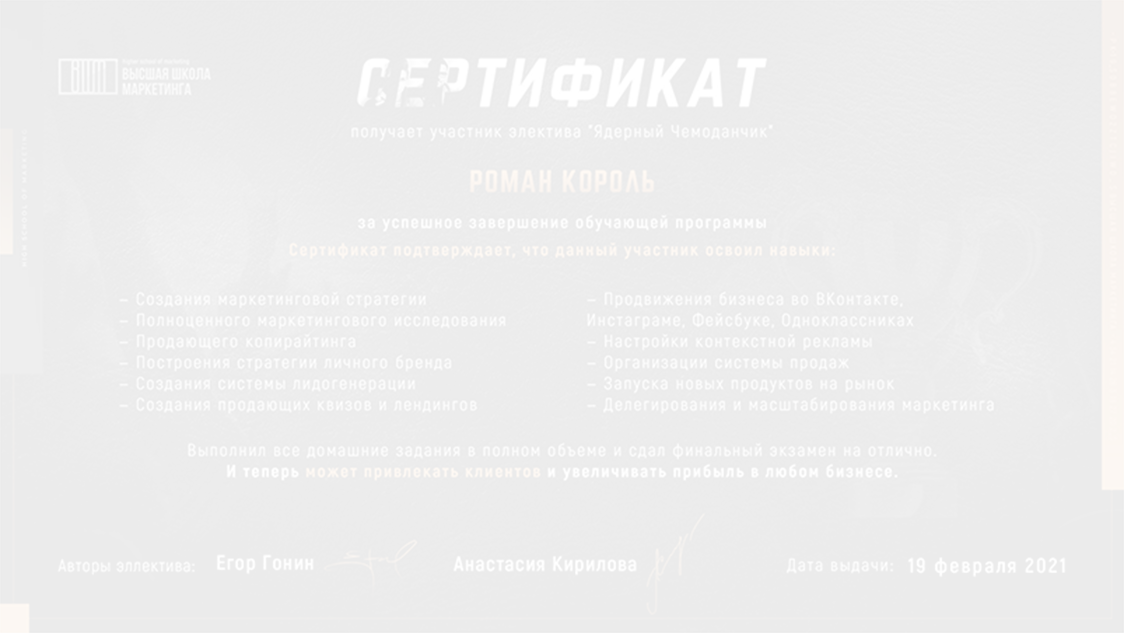 ВЫСШАЯ ШКОЛА
МАРКЕТИНГА
СЕРТИФИКАТ
получает участник электива "Ядерный Чемоданчик"
РОМАН КОРОЛЬ
за успешное завершение обучающей программы
Сертификат подтверждает, что данный участник освоил навыки:
– Создания маркетинговой стратегии
– Полноценного маркетингового исследования
– Продающего копирайтинга
– Построения стратегии личного бренда
– Создания системы лидогенерации
– Создания продающих квизов и лендингов
– Продвижения бизнеса во ВКонтакте,
Инстаграме, Фейсбуке, Одноклассниках
– Настройки контекстной рекламы
– Организации системы продаж
– Запуска новых продуктов на рынок
– Делегирования и масштабирования маркетинга
Выполнил все домашние задания в полном объеме и сдал финальный экзамен на отлично.
И теперь может привлекать клиентов и увеличивать прибыль в любом бизнесе.
Авторы эллектива: Егор Гонин Анастасия Кирилова Дата выдачи: 19 февраля 2021